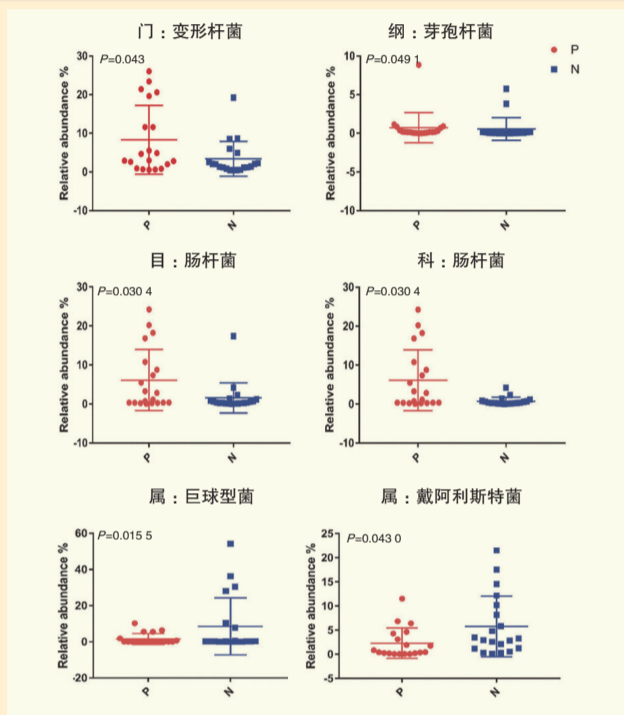 门：变形杆菌
P=0.043
Relative abundance %
30
20
10
0
-10
P
N
纲：芽孢杆菌
P=0.049 1
Relative abundance %
10
5
0
-5
-10
P
N
P
N
目：肠杆菌
P=0.030 4
Relative abundance %
30
20
10
0
-10
P
N
科：肠杆菌
P=0.030 4
Relative abundance %
30
20
10
0
-10
P
N
属：巨球型菌
P=0.015 5
Relative abundance %
60
40
20
0
-20
P
N
属：戴阿利斯特菌
P=0.043 0
Relative abundance %
25
20
15
10
5
0
-5
P
N